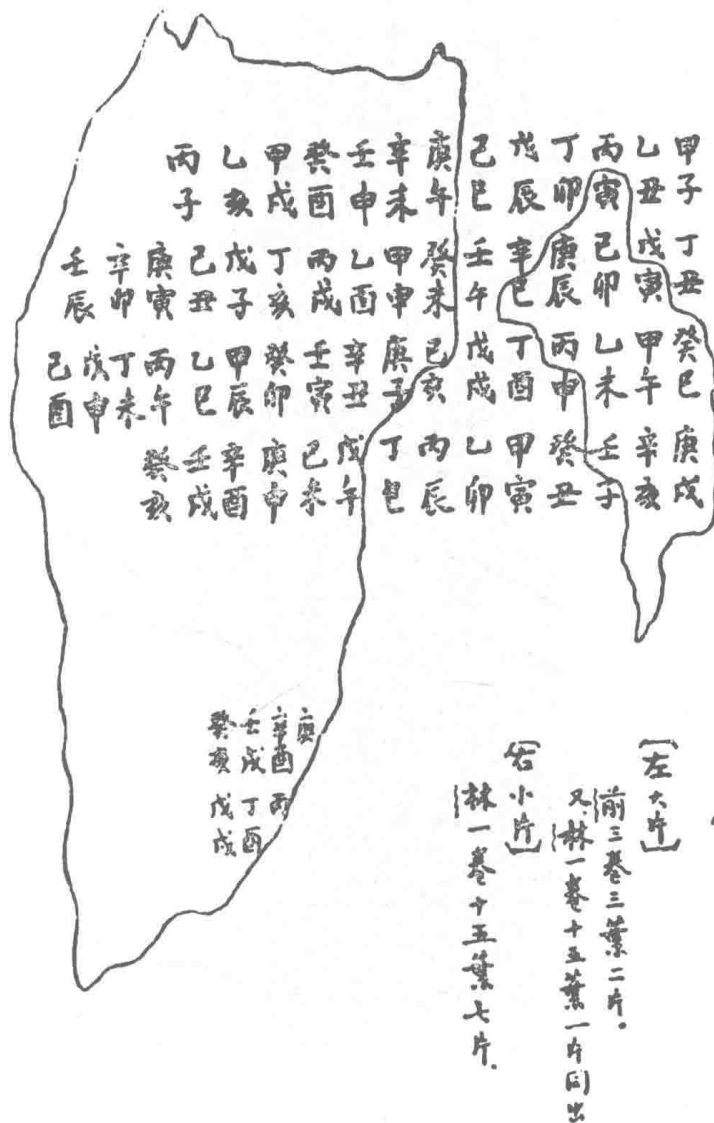 甲子丁丑癸巳庚戌
乙丑戊寅甲午辛亥
丙寅己卯乙未壬子
丁卯庚辰丙申癸丑
戊辰辛巳丁酉甲寅
己巳壬午戊戌乙卯
庚午癸未己亥丙辰
辛未甲申庚子丁巳
壬申乙酉辛丑戊午
癸酉丙戌壬寅己未
甲戌丁亥癸卯庚申
乙亥戊子甲辰辛酉
丙子己丑乙巳壬戌
庚寅丙午癸亥
辛卯丁未
壬辰戊申
己酉
庚
辛酉丙
壬戌丁酉
癸亥戊戌
〔左大片〕
前三卷三葉二片。
又林一卷十五葉一片同出
〔右小片〕
林一卷十五葉七片.